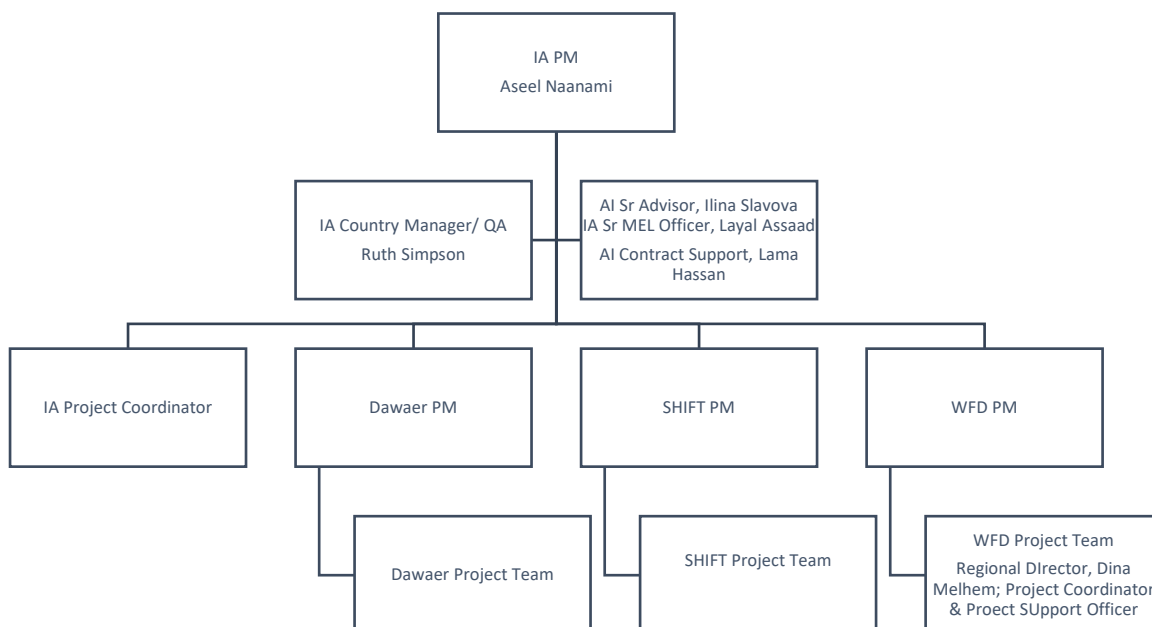 IA PM
Aseel Naanami
IA Country Manager/ QA
Ruth Simpson
AI Sr Advisor, Ilina Slavova
IA Sr MEL Officer, Layal Assaad
AI Contract Support, Lama
Hassan
IA Project Coordinator
Dawaer PM
SHIFT PM
WFD PM
Dawaer Project Team
SHIFT Project Team
WFD Project Team
Regional DIrector, Dina
Melhem; Project Coordinator
& Proect SUpport Officer